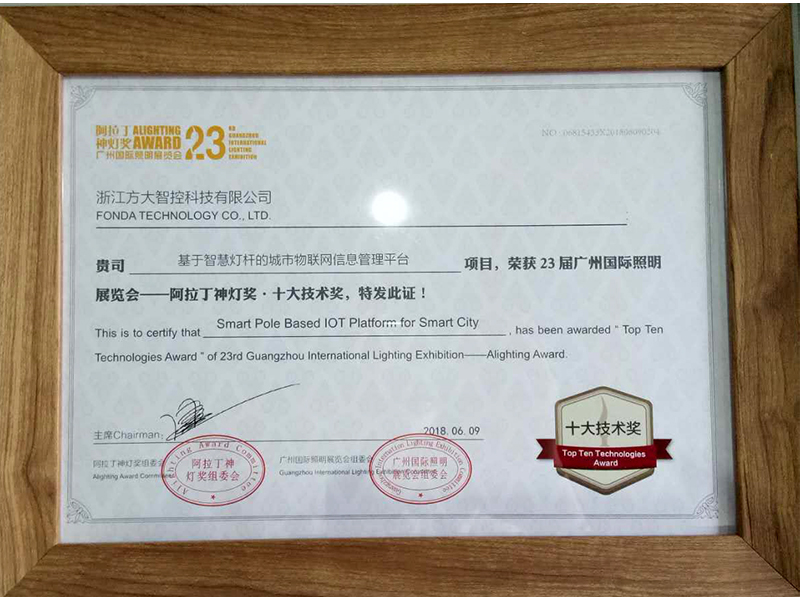 阿拉丁 ALIGHTING
神灯奖 AWARD
广州国际照明展览会
23
RD
GUANGZHOU
INTERNATIONAL
LIGHTING
EXHIBITION
浙江方大智控科技有限公司
FONDA TECHNOLOGY CO., LTD.
贵司 基于智慧灯杆的城市物联网信息管理平台 项目，荣获 23 届广州国际照明
展览会——阿拉丁神灯奖·十大技术奖，特发此证！
This is to certify that Smart Pole Based IOT Platform for Smart City , has been awarded “ Top Ten
Technologies Award ” of 23rd Guangzhou International Lighting Exhibition——Alighting Award.
主席Chairman:
2018. 06. 09
阿拉丁神灯奖组委会
Alighting Award Committee
Alighting Award Committee
阿拉丁神
灯奖组委会
广州国际照明展览会组委会
Guangzhou International Lighting Exhibition
广州国际照明
展览会组委会
十大技术奖
Top Ten Technologies
Award